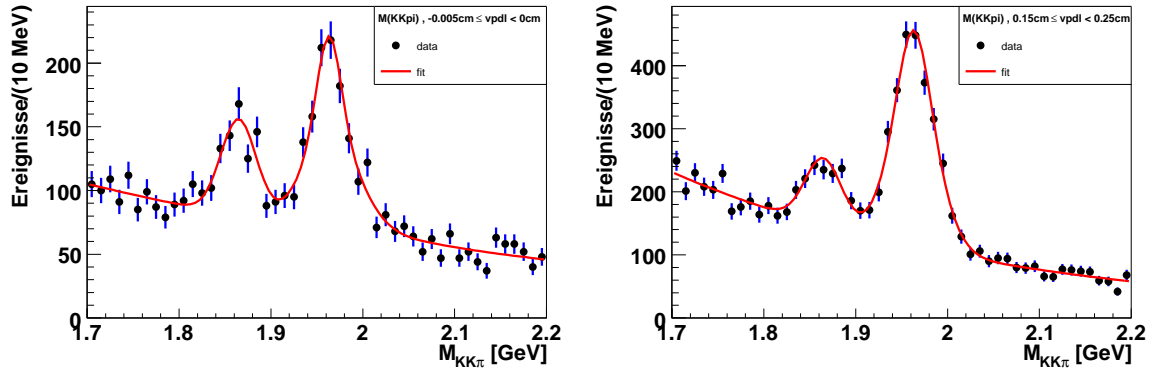 M(KKpi) , -0.005cm ≤ vpdl < 0cm
data
fit
Ereignisse/(10 MeV)
200
150
100
50
0
1.7 1.8 1.9 2 2.1 2.2
M_KKπ [GeV]
M(KKpi) , 0.15cm ≤ vpdl < 0.25cm
data
fit
Ereignisse/(10 MeV)
400
300
200
100
0
1.7 1.8 1.9 2 2.1 2.2
M_KKπ [GeV]